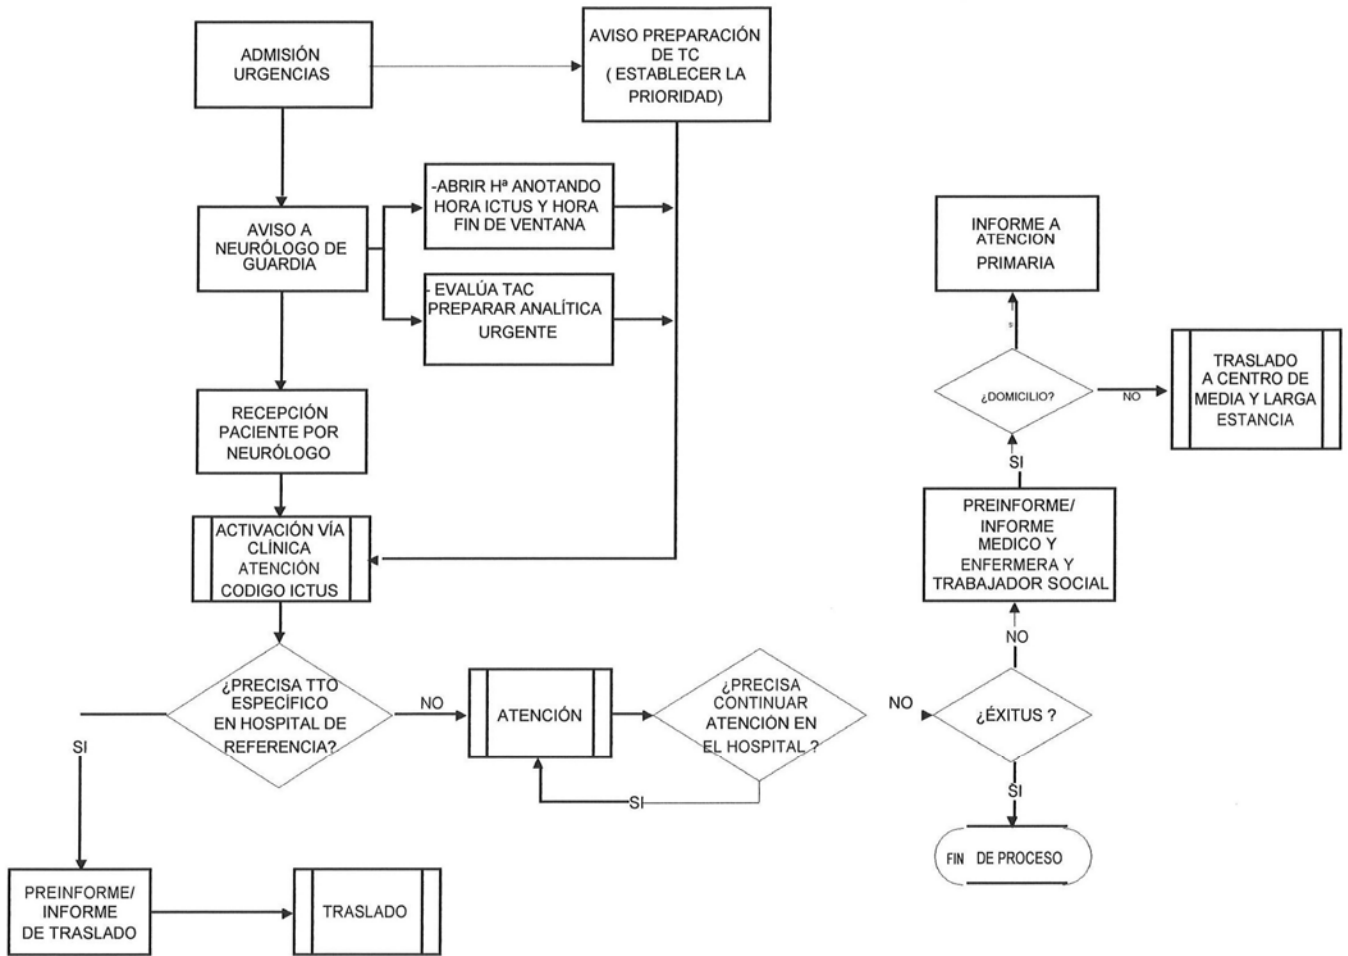 ADMISIÓN
URGENCIAS
AVISO PREPARACIÓN
DE TC
( ESTABLECER LA
PRIORIDAD)
-ABRIR Hª ANOTANDO
HORA ICTUS Y HORA
FIN DE VENTANA
AVISO A
NEURÓLOGO DE
GUARDIA
- EVALÚA TAC
PREPARAR ANALÍTICA
URGENTE
RECEPCIÓN
PACIENTE POR
NEURÓLOGO
ACTIVACIÓN VÍA
CLÍNICA
ATENCIÓN
CODIGO ICTUS
¿PRECISA TTO
ESPECÍFICO
EN HOSPITAL DE
REFERENCIA?
NO
SI
ATENCIÓN
¿PRECISA
CONTINUAR
ATENCIÓN EN
EL HOSPITAL ?
SI
NO
PREINFORME/
INFORME
DE TRASLADO
TRASLADO
INFORME A
ATENCION
PRIMARIA
¿DOMICILIO?
NO
TRASLADO
A CENTRO DE
MEDIA Y LARGA
ESTANCIA
SI
PREINFORME/
INFORME
MEDICO Y
ENFERMERA Y
TRABAJADOR SOCIAL
NO
¿ÉXITUS ?
SI
FIN DE PROCESO